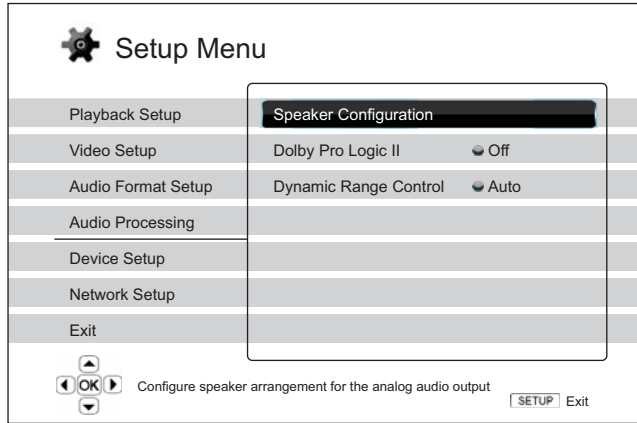 Setup Menu
Playback Setup
Speaker Configuration
Video Setup
Dolby Pro Logic II Off
Audio Format Setup
Dynamic Range Control Auto
Audio Processing
Device Setup
Network Setup
Exit
OK
Configure speaker arrangement for the analog audio output
SETUP Exit